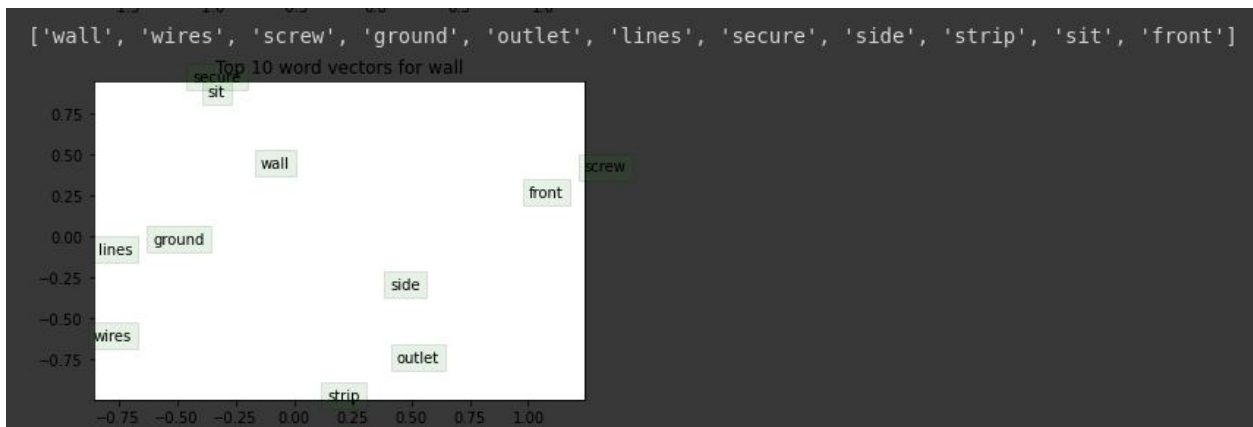 ['wall', 'wires', 'screw', 'ground', 'outlet', 'lines', 'secure', 'side', 'strip', 'sit', 'front']
Top 10 word vectors for wall
secure
sit
0.75
0.50
wall
screw
0.25
front
0.00
ground
lines
−0.25
side
−0.50
wires
−0.75
outlet
strip
−0.75 −0.50 −0.25 0.00 0.25 0.50 0.75 1.00